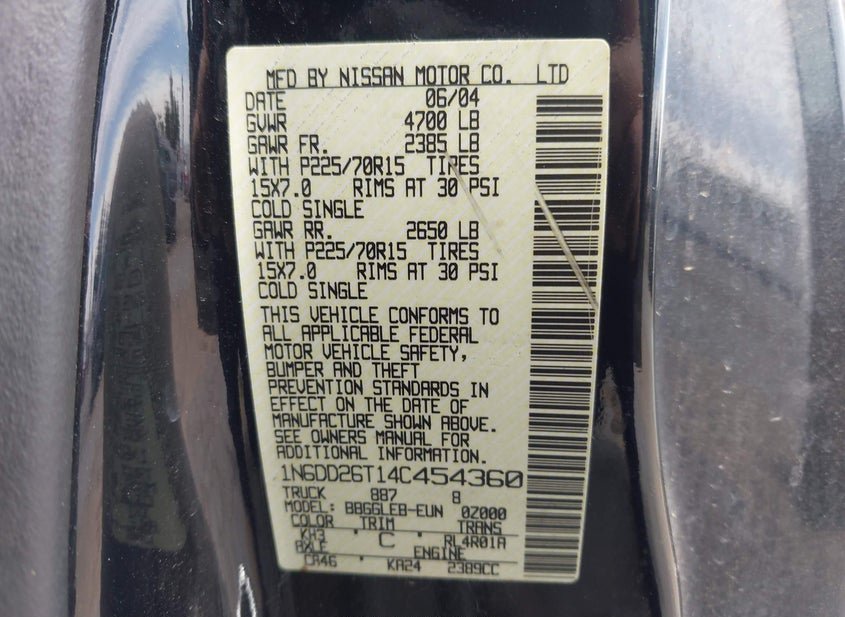 MFD BY NISSAN MOTOR CO. LTD
DATE 06/04
GVWR 4700 LB
GAWR FR. 2385 LB
WITH P225/70R15 TIRES
15X7.0 RIMS AT 30 PSI
COLD SINGLE
GAWR RR. 2650 LB
WITH P225/70R15 TIRES
15X7.0 RIMS AT 30 PSI
COLD SINGLE
THIS VEHICLE CONFORMS TO
ALL APPLICABLE FEDERAL
MOTOR VEHICLE SAFETY,
BUMPER AND THEFT
PREVENTION STANDARDS IN
EFFECT ON THE DATE OF
MANUFACTURE SHOWN ABOVE.
SEE OWNERS MANUAL FOR
ADDITIONAL INFORMATION.
1N6DD26T14C454360
TRUCK 887 8
MODEL: BBGGLEB-EUN 0Z000
COLOR TRIM TRANS
KH3 C RL4R01A
AXLE ENGINE
CA46 KA24 2389CC